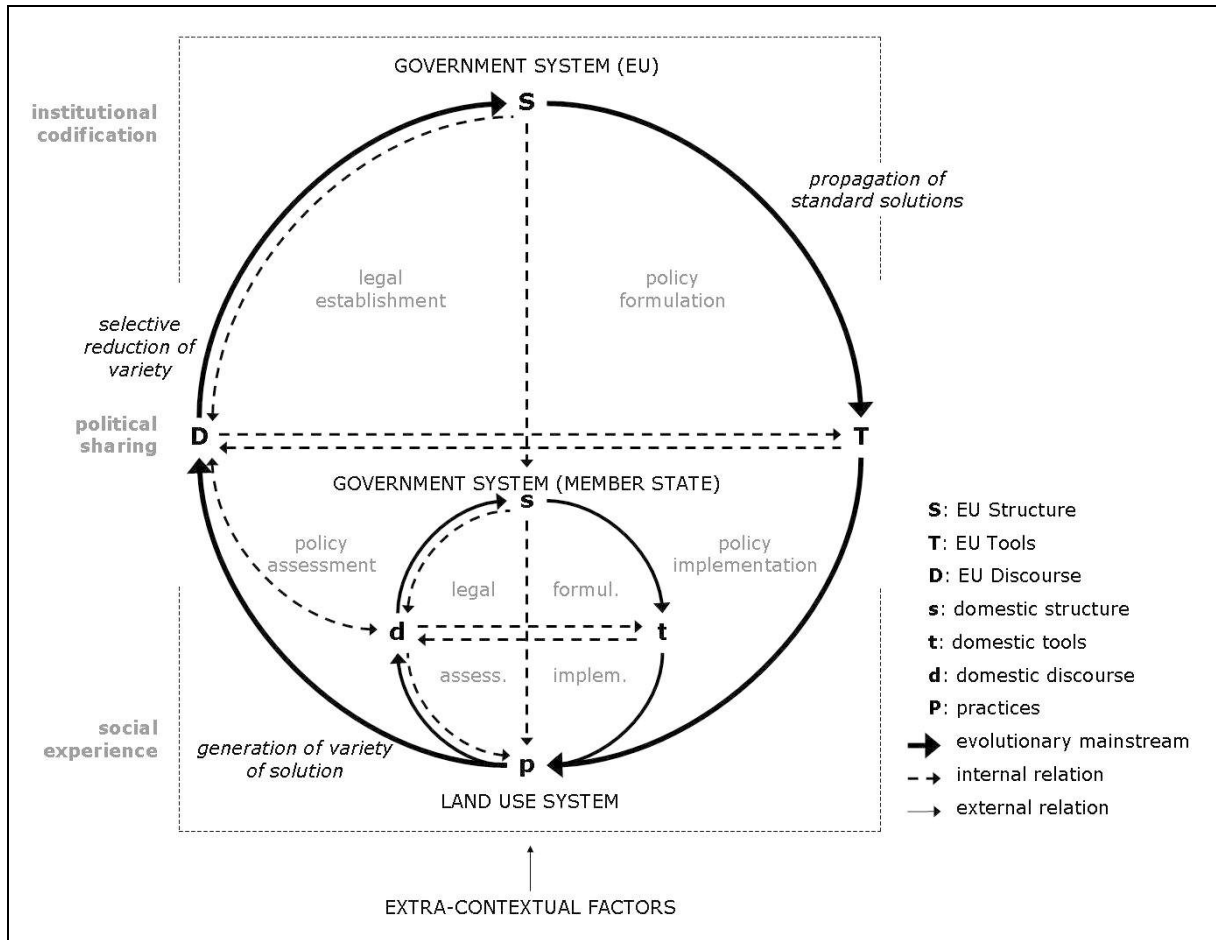 GOVERNMENT SYSTEM (EU)
institutional
codification
S
propagation of
standard solutions
legal
establishment
policy
formulation
selective
reduction of
variety
political
sharing
D
T
GOVERNMENT SYSTEM (MEMBER STATE)
s
policy
assessment
policy
implementation
legal
formul.
d
t
assess.
implem.
social
experience
generation of variety
of solution
p
LAND USE SYSTEM
EXTRA-CONTEXTUAL FACTORS
S: EU Structure
T: EU Tools
D: EU Discourse
s: domestic structure
t: domestic tools
d: domestic discourse
P: practices
evolutionary mainstream
internal relation
external relation